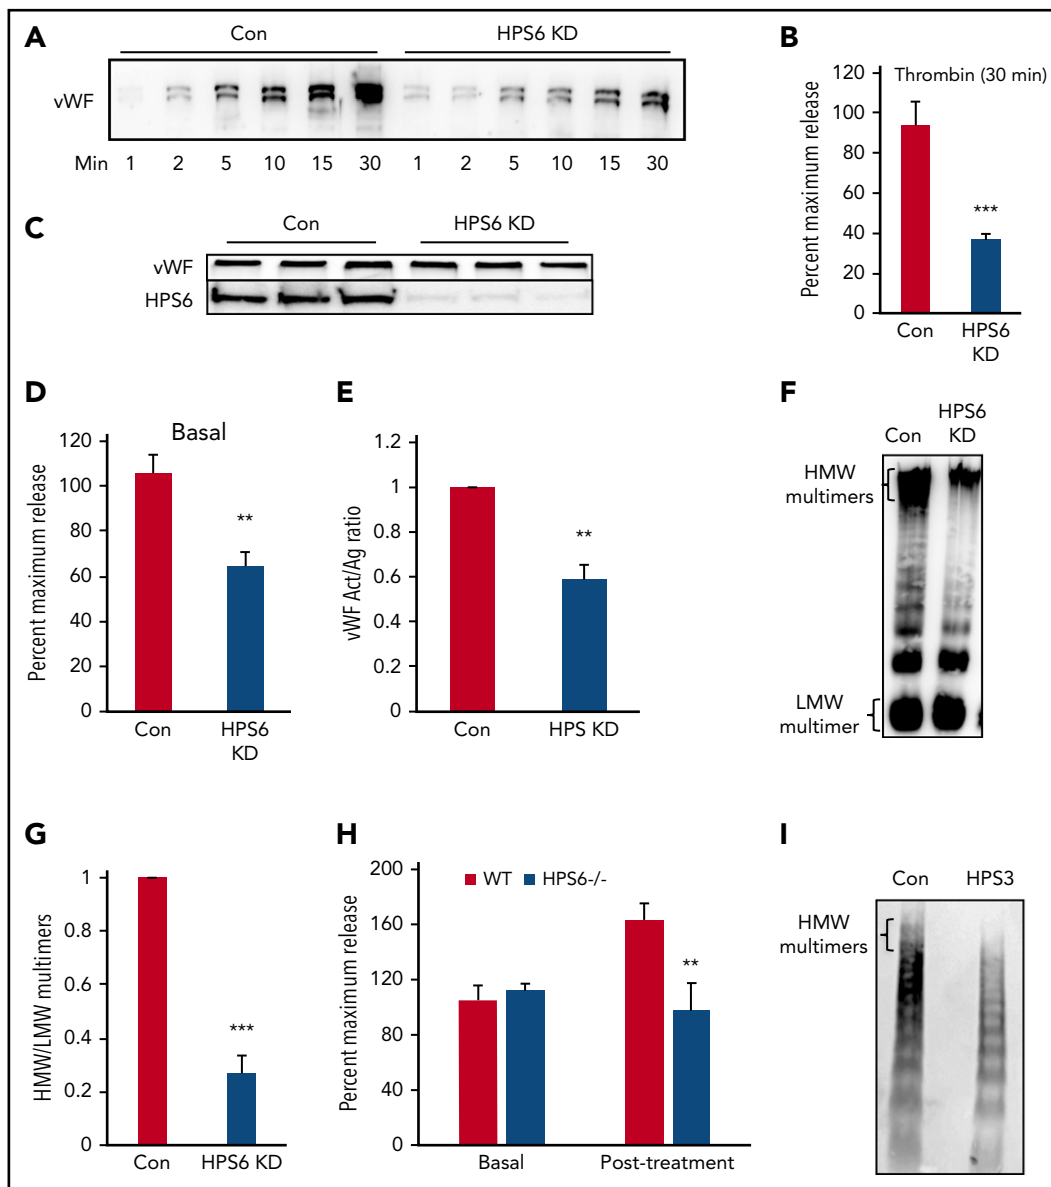 A
Con
HPS6 KD
vWF
Min
1
2
5
10
15
30
1
2
5
10
15
30
B
Thrombin (30 min)
Percent maximum release
120
100
80
60
40
20
0
***
Con
HPS6
KD
C
Con
HPS6 KD
vWF
HPS6
D
Basal
Percent maximum release
120
100
80
60
40
20
0
**
Con
HPS6
KD
E
vWF Act/Ag ratio
1.2
1
0.8
0.6
0.4
0.2
0
**
Con
HPS KD
F
Con
HPS6
KD
HMW
multimers
LMW
multimer
G
HMW/LMW multimers
1
0.8
0.6
0.4
0.2
0
***
Con
HPS6 KD
H
Percent maximum release
200
160
120
80
40
0
WT
HPS6-/-
**
Basal
Post-treatment
I
Con
HPS3
HMW
multimers